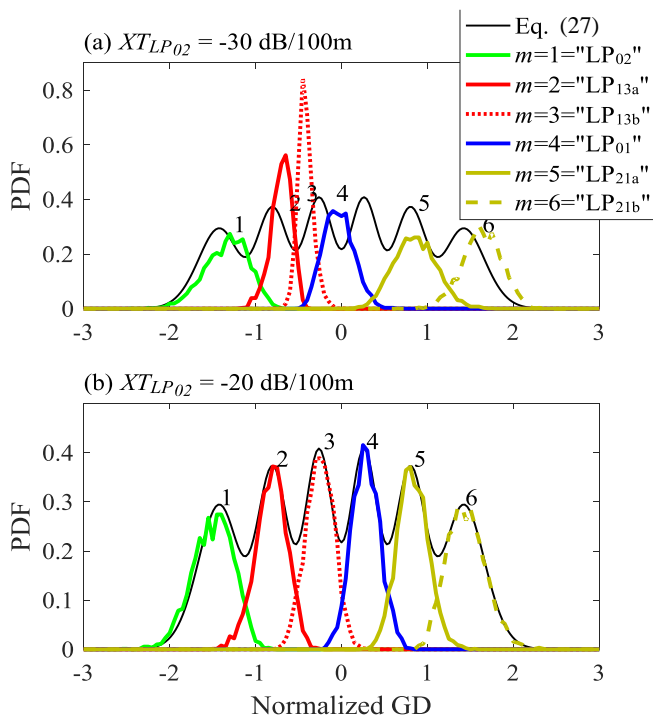 (a) XT_LP02 = -30 dB/100m
Eq. (27)
m=1="LP02"
m=2="LP13a"
m=3="LP13b"
m=4="LP01"
m=5="LP21a"
m=6="LP21b"
PDF
0.8
0.6
0.4
0.2
0
1 2 3 4 5 6
-3 -2 -1 0 1 2 3
(b) XT_LP02 = -20 dB/100m
PDF
0.4
0.3
0.2
0.1
0
1 2 3 4 5 6
-3 -2 -1 0 1 2 3
Normalized GD